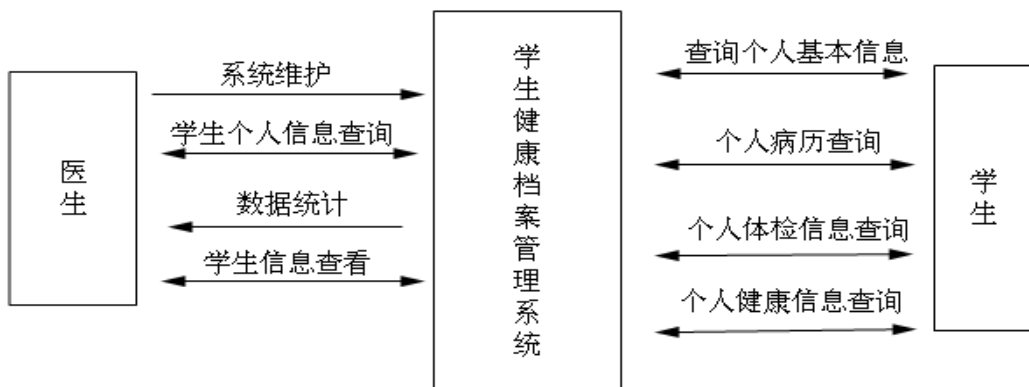 医生
系统维护
学生个人信息查询
数据统计
学生信息查看
学生健康档案管理系统
查询个人基本信息
个人病历查询
个人体检信息查询
个人健康信息查询
学生